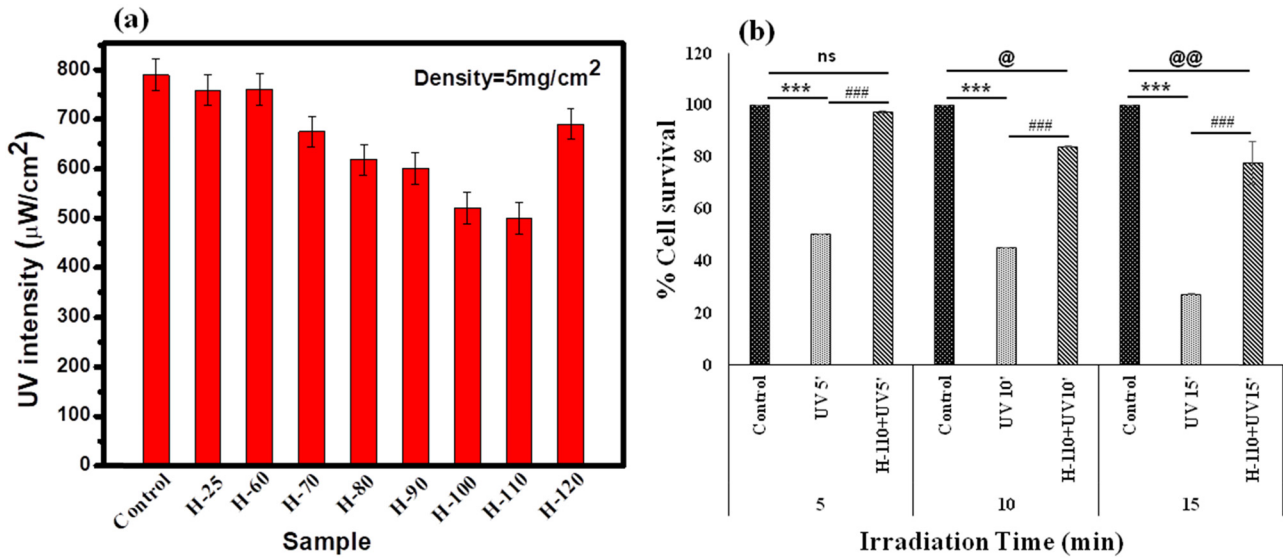 (a)
Density=5mg/cm²
UV intensity (μW/cm²)
800
700
600
500
400
300
200
100
0
Control
H-25
H-60
H-70
H-80
H-90
H-100
H-110
H-120
Sample
(b)
% Cell survival
120
100
80
60
40
20
0
ns
@
@@
*** ###
*** ###
*** ###
Control
UV 5'
H-110+UV5'
Control
UV 10'
H-110+UV10'
Control
UV 15'
H-110+UV15'
5
10
15
Irradiation Time (min)